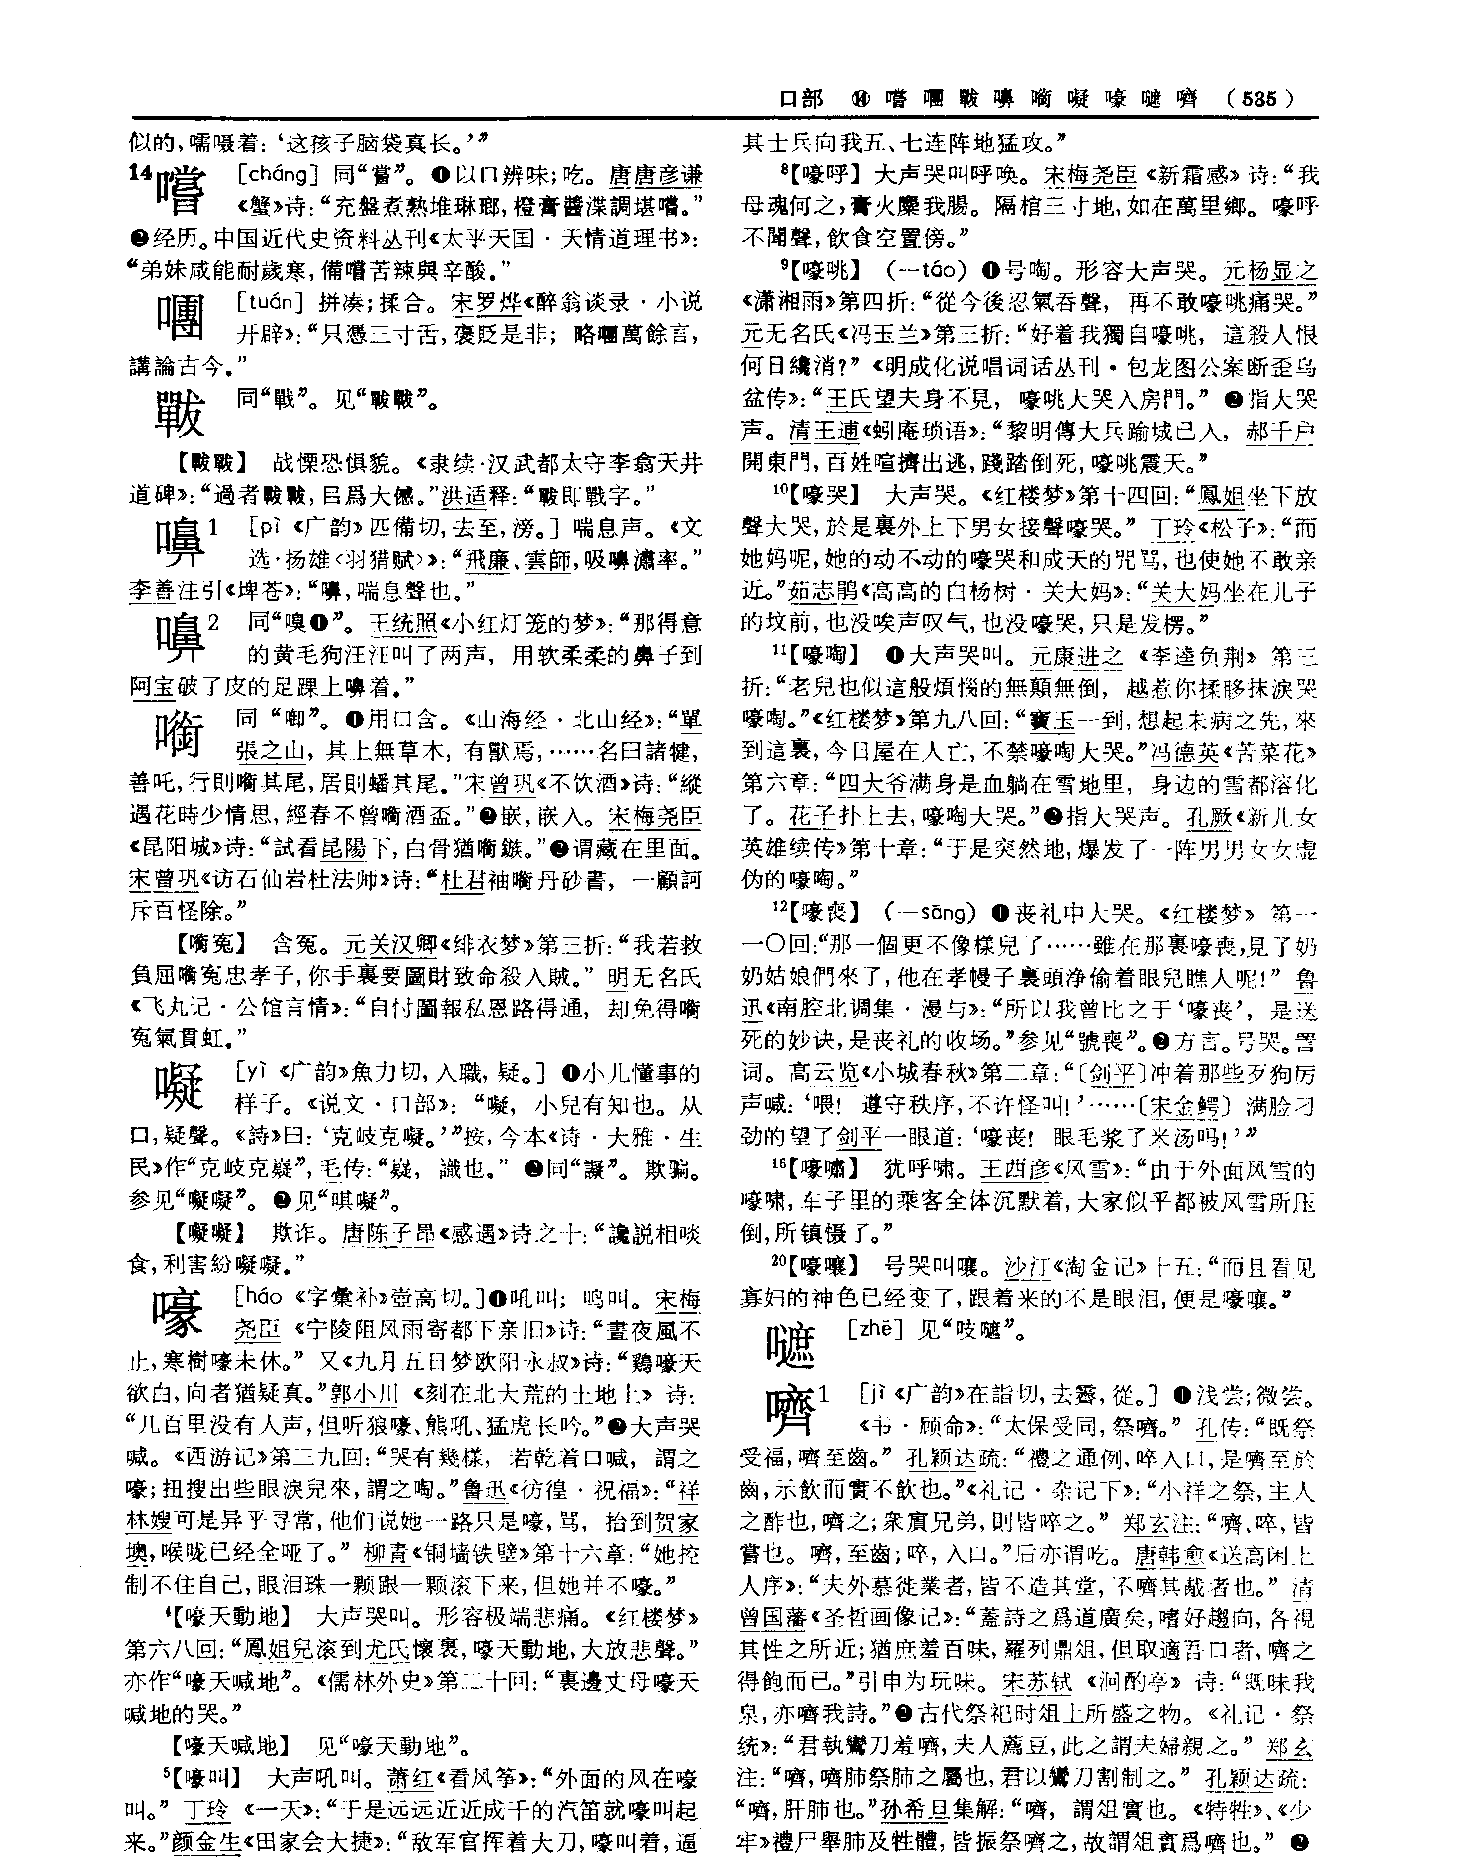 口部 ⑭ 嚐 嚩 𡃤 嚊 㗸 㘈 嚎 嗻 嚌 (535)
似的,嚅嗫着:‘这孩子脑袋真长。’”
14 嚐 [cháng] 同“嘗”。❶以口辨味;吃。唐唐彦谦
《蟹》诗:“充盤煮熟堆琳瑯,橙膏醬渫調堪嚐。”
❷经历。中国近代史资料丛刊《太平天国·天情道理书》:
“弟妹咸能耐歲寒,備嚐苦辣與辛酸。”
[tuán] 拼凑;揉合。宋罗烨《醉翁谈录·小说
开辟》:“只憑三寸舌,褒貶是非;略 萬餘言,
講論古今。”
同“戰”。见“ ”。
【 】 战慄恐惧貌。《隶续·汉武都太守李翕天井
道碑》:“過者 ,㠯爲大慽。”洪适释:“ 即戰字。”
嚊1 [pì《广韵》匹備切,去至,滂。] 喘息声。《文
选·扬雄〈羽猎赋〉》:“飛廉、雲師,吸嚊潚率。”
李善注引《埤苍》:“嚊,喘息聲也。”
嚊2 同“嗅❶”。王统照《小红灯笼的梦》:“那得意
的黄毛狗汪汪叫了两声,用软柔柔的鼻子到
阿宝破了皮的足踝上嚊着。”
㗸 同“啣”。❶用口含。《山海经·北山经》:“單
張之山,其上無草木,有獸焉,……名曰諸犍,
善吒,行則㗸其尾,居則蟠其尾。”宋曾巩《不饮酒》诗:“縱
遇花時少情思,經春不曾㗸酒盃。”❷嵌,嵌入。宋梅尧臣
《昆阳城》诗:“試看昆陽下,白骨猶㗸鏃。”❸谓藏在里面。
宋曾巩《访石仙岩杜法师》诗:“杜君袖㗸丹砂書,一顧訶
斥百怪除。”
【㗸冤】 含冤。元关汉卿《绯衣梦》第三折:“我若救
負屈㗸冤忠孝子,你手裏要圖財致命殺人賊。”明无名氏
《飞丸记·公馆言情》:“自忖圖報私恩路得通,却免得㗸
冤氣貫虹。”
㘈 [yì《广韵》魚力切,入職,疑。] ❶小儿懂事的
样子。《说文·口部》:“㘈,小兒有知也。从
口,疑聲。《詩》曰:‘克岐克㘈。’”按,今本《诗·大雅·生
民》作“克岐克嶷”,毛传:“嶷,識也。” ❷同“譺”。欺骗。
参见“㘈㘈”。❸见“唭㘈”。
【㘈㘈】 欺诈。唐陈子昂《感遇》诗之十:“讒説相啖
食,利害紛㘈㘈。”
嚎 [háo《字彙补》壺高切。]❶吼叫;鸣叫。宋梅
尧臣《宁陵阻风雨寄都下亲旧》诗:“晝夜風不
止,寒樹嚎未休。”又《九月五日梦欧阳永叔》诗:“鷄嚎天
欲白,向者猶疑真。”郭小川《刻在北大荒的土地上》诗:
“几百里没有人声,但听狼嚎、熊吼、猛虎长吟。”❷大声哭
喊。《西游记》第三九回:“哭有幾樣,若乾着口喊,謂之
嚎;扭搜出些眼淚兒來,謂之啕。”鲁迅《彷徨·祝福》:“祥
林嫂可是异乎寻常,他们说她一路只是嚎,骂,抬到贺家
墺,喉咙已经全哑了。”柳青《铜墙铁壁》第十六章:“她控
制不住自己,眼泪珠一颗跟一颗滚下来,但她并不嚎。”
4【嚎天動地】 大声哭叫。形容极端悲痛。《红楼梦》
第六八回:“鳳姐兒滚到尤氏懷裏,嚎天動地,大放悲聲。”
亦作“嚎天喊地”。《儒林外史》第二十回:“裏邊丈母嚎天
喊地的哭。”
【嚎天喊地】 见“嚎天動地”。
5【嚎叫】 大声吼叫。萧红《看风筝》:“外面的风在嚎
叫。”丁玲《一天》:“于是远远近近成千的汽笛就嚎叫起
来。”颜金生《田家会大捷》:“敌军官挥着大刀,嚎叫着,逼
其士兵向我五、七连阵地猛攻。”
8【嚎呼】 大声哭叫呼唤。宋梅尧臣《新霜感》诗:“我
母魂何之,膏火麋我腸。隔棺三寸地,如在萬里鄉。嚎呼
不聞聲,飲食空置傍。”
9【嚎咷】 (—táo) ❶号啕。形容大声哭。元杨显之
《潇湘雨》第四折:“從今後忍氣吞聲,再不敢嚎咷痛哭。”
元无名氏《冯玉兰》第三折:“好着我獨自嚎咷,這殺人恨
何日纔消?”《明成化说唱词话丛刊·包龙图公案断歪乌
盆传》:“王氏望夫身不見,嚎咷大哭入房門。” ❷指大哭
声。清王逋《蚓庵琐语》:“黎明傳大兵踰城已入,郝千户
開東門,百姓喧擠出逃,踐踏倒死,嚎咷震天。”
10【嚎哭】 大声哭。《红楼梦》第十四回:“鳳姐坐下放
聲大哭,於是裏外上下男女接聲嚎哭。”丁玲《松子》:“而
她妈呢,她的动不动的嚎哭和成天的咒骂,也使她不敢亲
近。”茹志鹃《高高的白杨树·关大妈》:“关大妈坐在儿子
的坟前,也没唉声叹气,也没嚎哭,只是发楞。”
11【嚎啕】 ❶大声哭叫。元康进之《李逵负荆》第三
折:“老兒也似這般煩惱的無顛無倒,越惹你揉眵抹淚哭
嚎啕。”《红楼梦》第九八回:“寶玉一到,想起未病之先,來
到這裏,今日屋在人亡,不禁嚎啕大哭。”冯德英《苦菜花》
第六章:“四大爷满身是血躺在雪地里,身边的雪都溶化
了。花子扑上去,嚎啕大哭。”❷指大哭声。孔厥《新儿女
英雄续传》第十章:“于是突然地,爆发了一阵男男女女虚
伪的嚎啕。”
12【嚎喪】 (—sāng) ❶丧礼中大哭。《红楼梦》第一
一〇回:“那一個更不像樣兒了……雖在那裏嚎喪,見了奶
奶姑娘們來了,他在孝幔子裏頭净偷着眼兒瞧人呢!”鲁
迅《南腔北调集·漫与》:“所以我曾比之于‘嚎丧’,是送
死的妙诀,是丧礼的收场。”参见“號喪”。❷方言。号哭。詈
词。高云览《小城春秋》第二章:“〔剑平〕冲着那些歹狗厉
声喊:‘喂!遵守秩序,不许怪叫!’……〔宋金鳄〕满脸刁
劲的望了剑平一眼道:‘嚎丧!眼毛浆了米汤吗!’”
16【嚎嘯】 犹呼啸。王西彦《风雪》:“由于外面风雪的
嚎啸,车子里的乘客全体沉默着,大家似乎都被风雪所压
倒,所镇慑了。”
20【嚎嚷】 号哭叫嚷。沙汀《淘金记》十五:“而且看见
寡妇的神色已经变了,跟着来的不是眼泪,便是嚎嚷。”
[zhē] 见“吱 ”。
嚌1 [jì《广韵》在詣切,去霽,從。] ❶浅尝;微尝。
《书·顾命》:“太保受同,祭嚌。”孔传:“既祭
受福,嚌至齒。”孔颖达疏:“禮之通例,啐入口,是嚌至於
齒,示飲而實不飲也。”《礼记·杂记下》:“小祥之祭,主人
之酢也,嚌之;衆賓兄弟,則皆啐之。”郑玄注:“嚌、啐,皆
嘗也。嚌,至齒;啐,入口。”后亦谓吃。唐韩愈《送高闲上
人序》:“夫外慕徙業者,皆不造其堂,不嚌其胾者也。”清
曾国藩《圣哲画像记》:“蓋詩之爲道廣矣,嗜好趨向,各視
其性之所近;猶庶羞百味,羅列鼎俎,但取適吾口者,嚌之
得飽而已。”引申为玩味。宋苏轼《泂酌亭》诗:“既味我
泉,亦嚌我詩。”❷古代祭祀时俎上所盛之物。《礼记·祭
统》:“君執鸞刀羞嚌,夫人薦豆,此之謂夫婦親之。”郑玄
注:“嚌,嚌肺祭肺之屬也,君以鸞刀割制之。”孔颖达疏:
“嚌,肝肺也。”孙希旦集解:“嚌,謂俎實也。《特牲》、《少
牢》禮尸舉肺及牲體,皆振祭嚌之,故謂俎實爲嚌也。” ❸